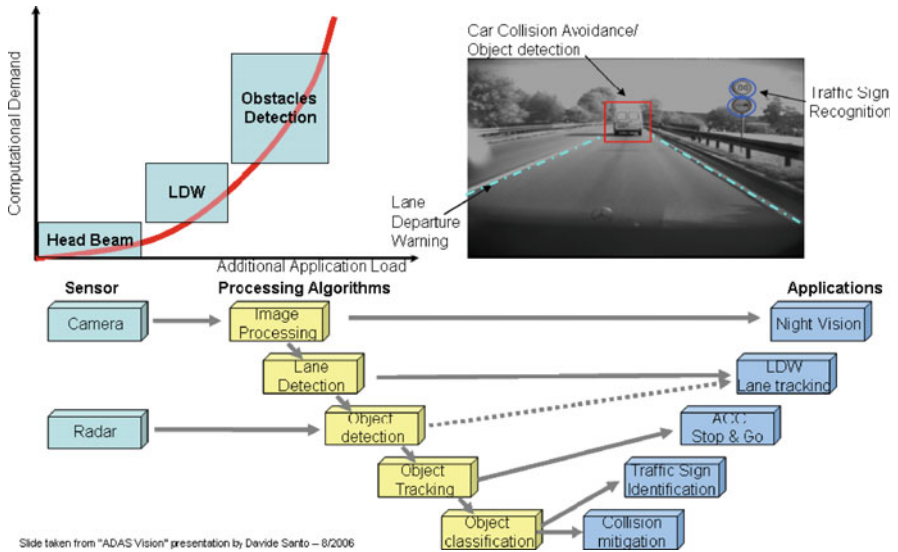 Computational Demand
Obstacles
Detection
LDW
Head Beam
Additional Application Load
Car Collision Avoidance/
Object detection
Traffic Sign
Recognition
Lane
Departure
Warning
Sensor
Processing Algorithms
Applications
Camera
Image
Processing
Night Vision
Lane
Detection
LDW
Lane tracking
Radar
Object
detection
ACC
Stop & Go
Object
Tracking
Traffic Sign
Identification
Object
classification
Collision
mitigation
Slide taken from "ADAS Vision" presentation by Davide Santo – 8/2006